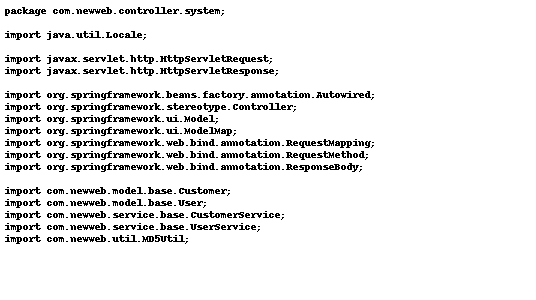 package com.newweb.controller.system;
import java.util.Locale;
import javax.servlet.http.HttpServletRequest;
import javax.servlet.http.HttpServletResponse;
import org.springframework.beans.factory.annotation.Autowired;
import org.springframework.stereotype.Controller;
import org.springframework.ui.Model;
import org.springframework.ui.ModelMap;
import org.springframework.web.bind.annotation.RequestMapping;
import org.springframework.web.bind.annotation.RequestMethod;
import org.springframework.web.bind.annotation.ResponseBody;
import com.newweb.model.base.Customer;
import com.newweb.model.base.User;
import com.newweb.service.base.CustomerService;
import com.newweb.service.base.UserService;
import com.newweb.util.MD5Util;